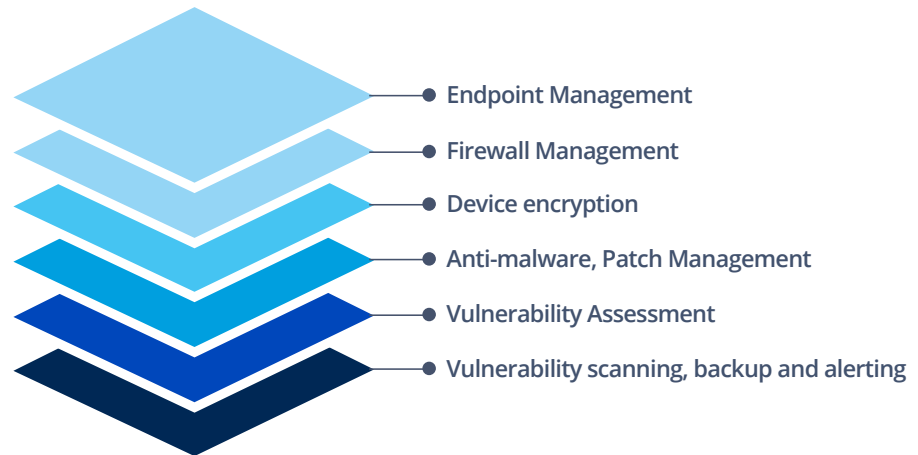 Endpoint Management
Firewall Management
Device encryption
Anti-malware, Patch Management
Vulnerability Assessment
Vulnerability scanning, backup and alerting